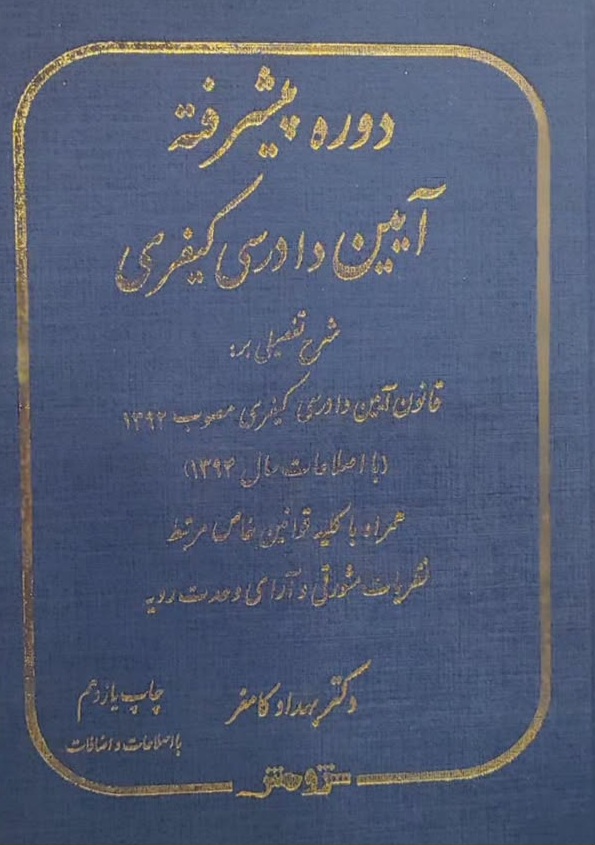 دوره پیشرفته
آیین دادرسی کیفری
شرح تفصیلی بر:
قانون آیین دادرسی کیفری مصوب ۱۳۹۲
(با اصلاحات سال ۱۳۹۴)
همراه با کلیه قوانین خاص مرتبط
نظریات مشورتی و آرای وحدت رویه
دکتر بهداد کامفر
چاپ یازدهم
با اصلاحات و اضافات